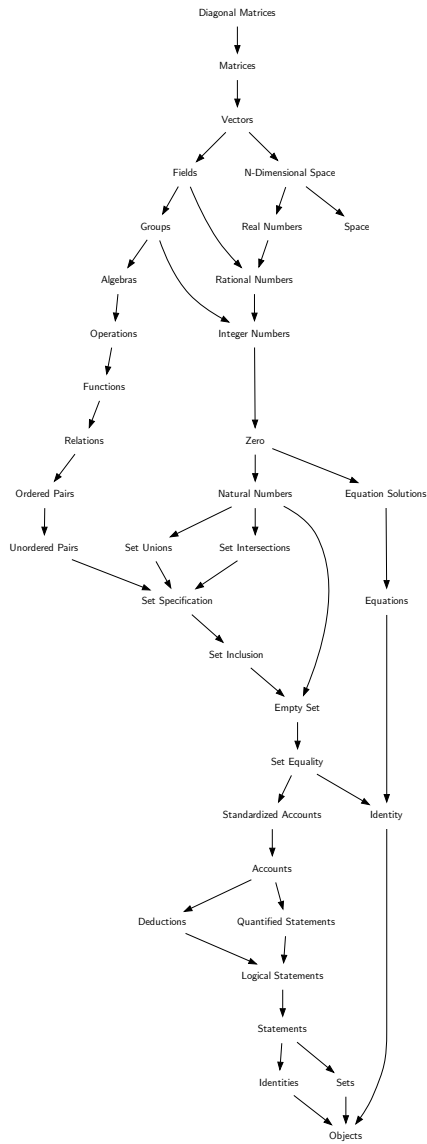 Diagonal Matrices
Matrices
Vectors
Fields
N-Dimensional Space
Groups
Real Numbers
Space
Algebras
Rational Numbers
Operations
Integer Numbers
Functions
Relations
Zero
Ordered Pairs
Natural Numbers
Equation Solutions
Unordered Pairs
Set Unions
Set Intersections
Set Specification
Equations
Set Inclusion
Empty Set
Set Equality
Standardized Accounts
Identity
Accounts
Deductions
Quantified Statements
Logical Statements
Statements
Identities
Sets
Objects